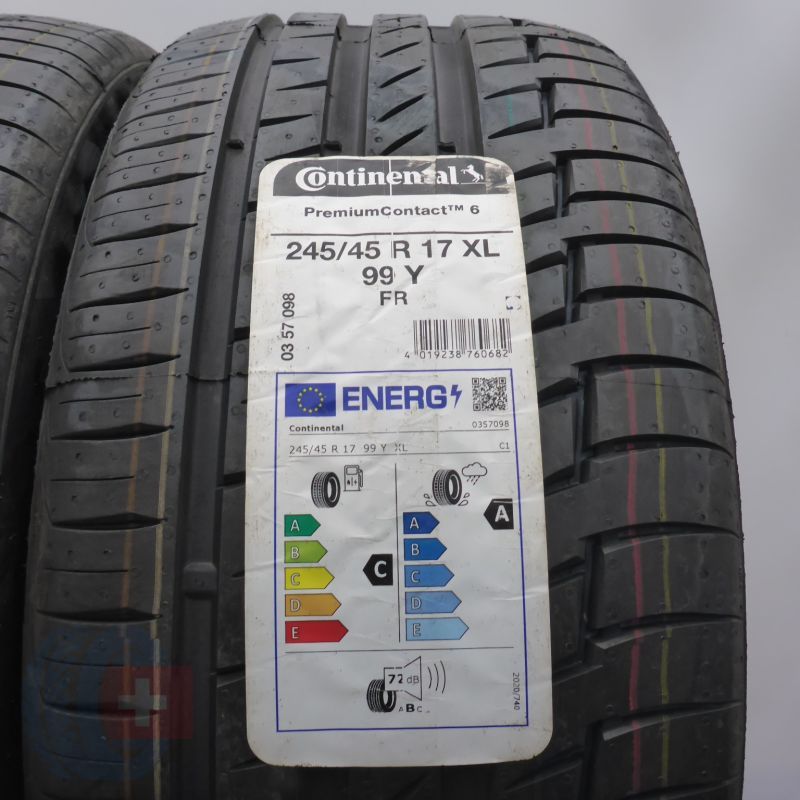 Continental
PremiumContact™ 6
245/45 R 17 XL
99 Y
FR
03 57 098
4 019238 760682
ENERG
Continental
0357098
245/45 R 17 99 Y XL
C1
A
B
C
D
E
C
A
B
C
D
E
A
72 dB
ABC
2020/740